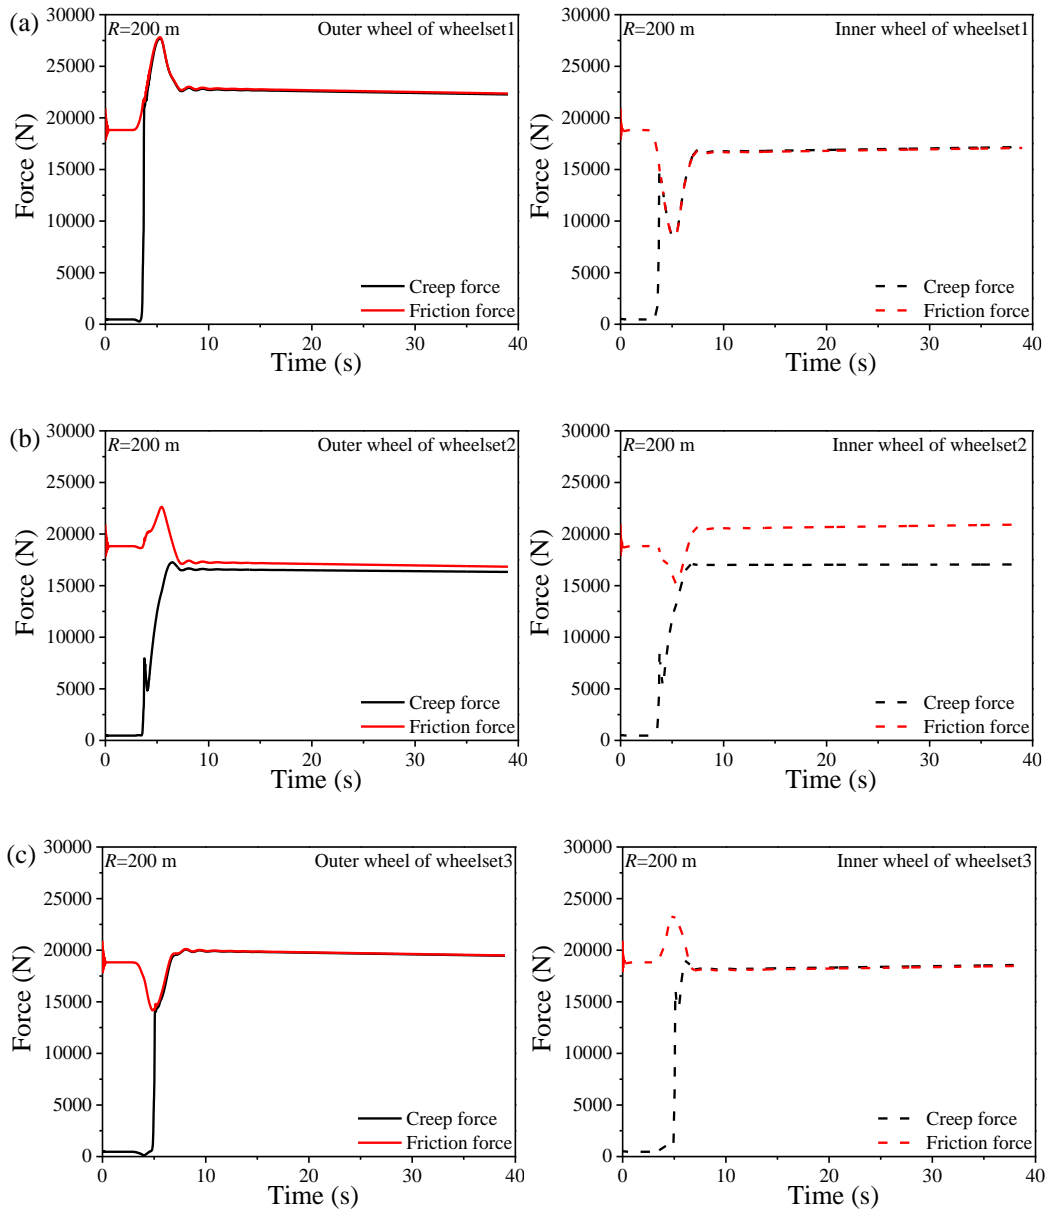 (a)
R=200 m Outer wheel of wheelset1
30000
25000
20000
15000
10000
5000
0
Force (N)
Creep force
Friction force
0 10 20 30 40
Time (s)
R=200 m Inner wheel of wheelset1
30000
25000
20000
15000
10000
5000
0
Force (N)
Creep force
Friction force
0 10 20 30 40
Time (s)
(b)
R=200 m Outer wheel of wheelset2
30000
25000
20000
15000
10000
5000
0
Force (N)
Creep force
Friction force
0 10 20 30 40
Time (s)
R=200 m Inner wheel of wheelset2
30000
25000
20000
15000
10000
5000
0
Force (N)
Creep force
Friction force
0 10 20 30 40
Time (s)
(c)
R=200 m Outer wheel of wheelset3
30000
25000
20000
15000
10000
5000
0
Force (N)
Creep force
Friction force
0 10 20 30 40
Time (s)
R=200 m Inner wheel of wheelset3
30000
25000
20000
15000
10000
5000
0
Force (N)
Creep force
Friction force
0 10 20 30 40
Time (s)